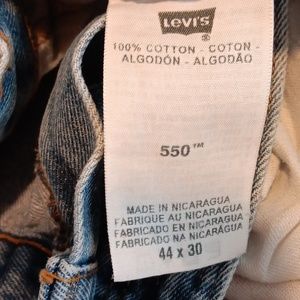 Levi's
®
100% COTTON - COTON -
ALGODÓN - ALGODÃO
550™
MADE IN NICARAGUA
FABRIQUE AU NICARAGUA
FABRICADO EN NICARAGUA
FABRICADO NA NICARÁGUA
44 x 30